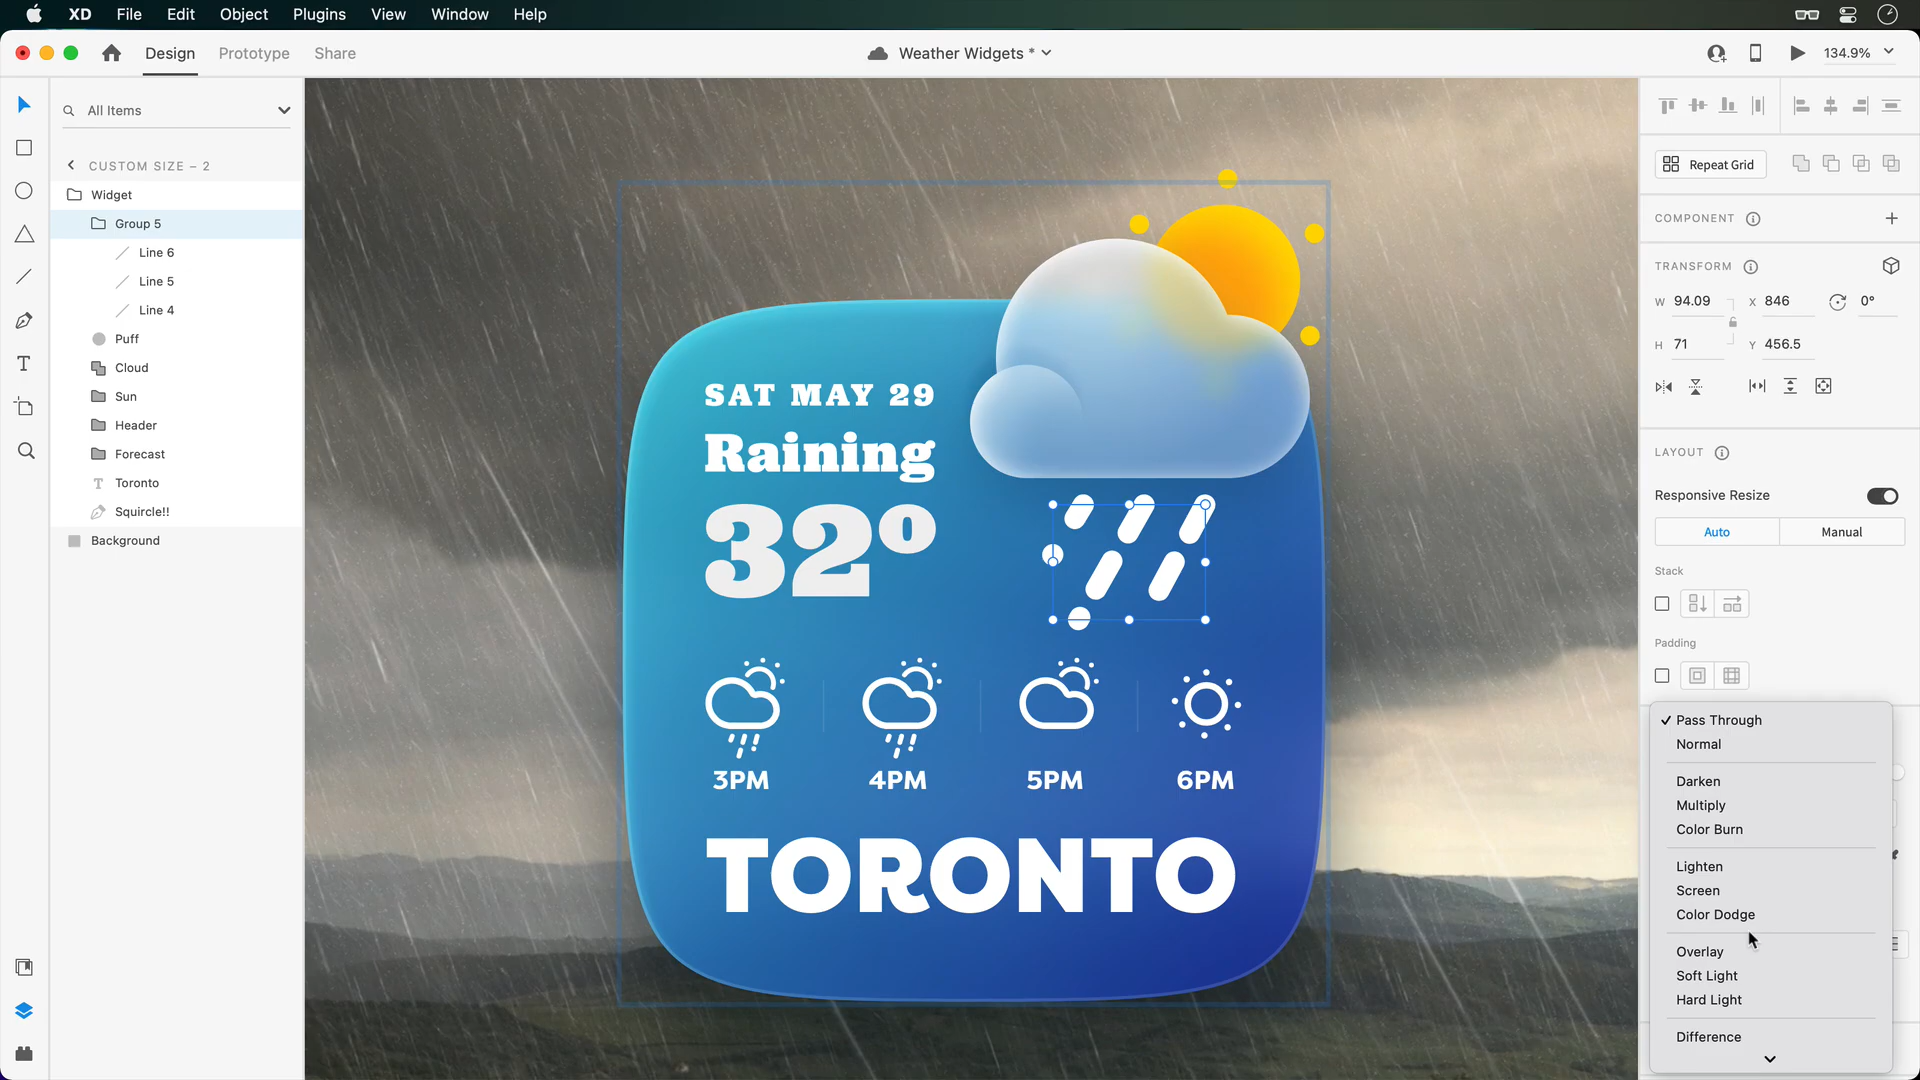 XD File Edit Object Plugins View Window Help
Design Prototype Share
Weather Widgets *
134.9%
All Items
CUSTOM SIZE – 2
Widget
Group 5
Line 6
Line 5
Line 4
Puff
Cloud
Sun
Header
Forecast
Toronto
Squircle!!
Background
SAT MAY 29
Raining
32º
3PM 4PM 5PM 6PM
TORONTO
Repeat Grid
COMPONENT
TRANSFORM
W 94.09 X 846 0°
H 71 Y 456.5
LAYOUT
Responsive Resize
Auto Manual
Stack
Padding
✓ Pass Through
Normal
Darken
Multiply
Color Burn
Lighten
Screen
Color Dodge
Overlay
Soft Light
Hard Light
Difference